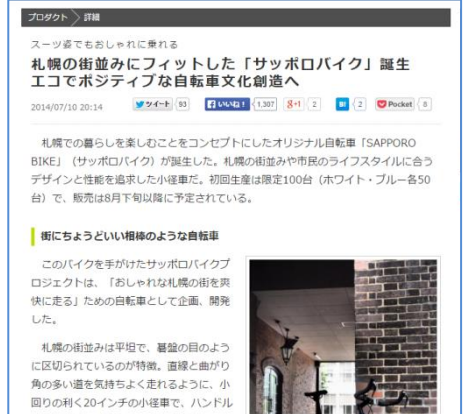 プロダクト 〉 詳細
スーツ姿でもおしゃれに乗れる
札幌の街並みにフィットした「サッポロバイク」誕生
エコでポジティブな自転車文化創造へ
2014/07/10 20:14 ツイート 93 いいね! 1,307 g+1 2 B! 2 Pocket 8
札幌での暮らしを楽しむことをコンセプトにしたオリジナル自転車「SAPPORO
BIKE」（サッポロバイク）が誕生した。札幌の街並みや市民のライフスタイルに合う
デザインと性能を追求した小径車だ。初回生産は限定100台（ホワイト・ブルー各50
台）で、販売は8月下旬以降に予定されている。
街にちょうどいい相棒のような自転車
このバイクを手がけたサッポロバイクプ
ロジェクトは、「おしゃれな札幌の街を爽
快に走る」ための自転車として企画、開発
した。
札幌の街並みは平坦で、碁盤の目のよう
に区切られているのが特徴。直線と曲がり
角の多い道を気持ちよく走れるように、小
回りの利く20インチの小径車で、ハンドル